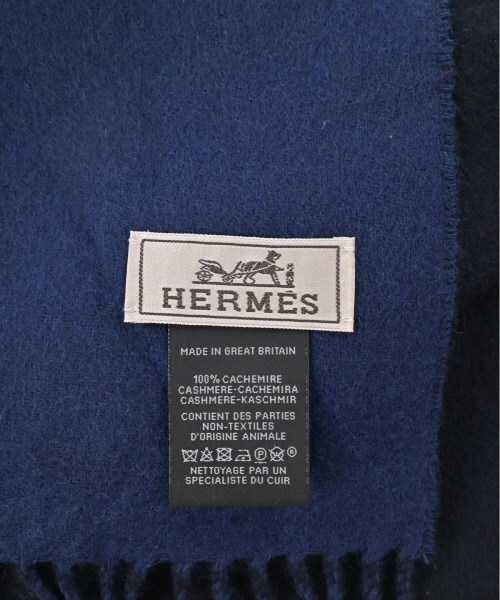 HERMÈS
MADE IN GREAT BRITAIN
100% CACHEMIRE
CASHMERE-CACHEMIRA
CASHMERE-KASCHMIR
CONTIENT DES PARTIES
NON-TEXTILES
D'ORIGINE ANIMALE
NETTOYAGE PAR UN
SPECIALISTE DU CUIR